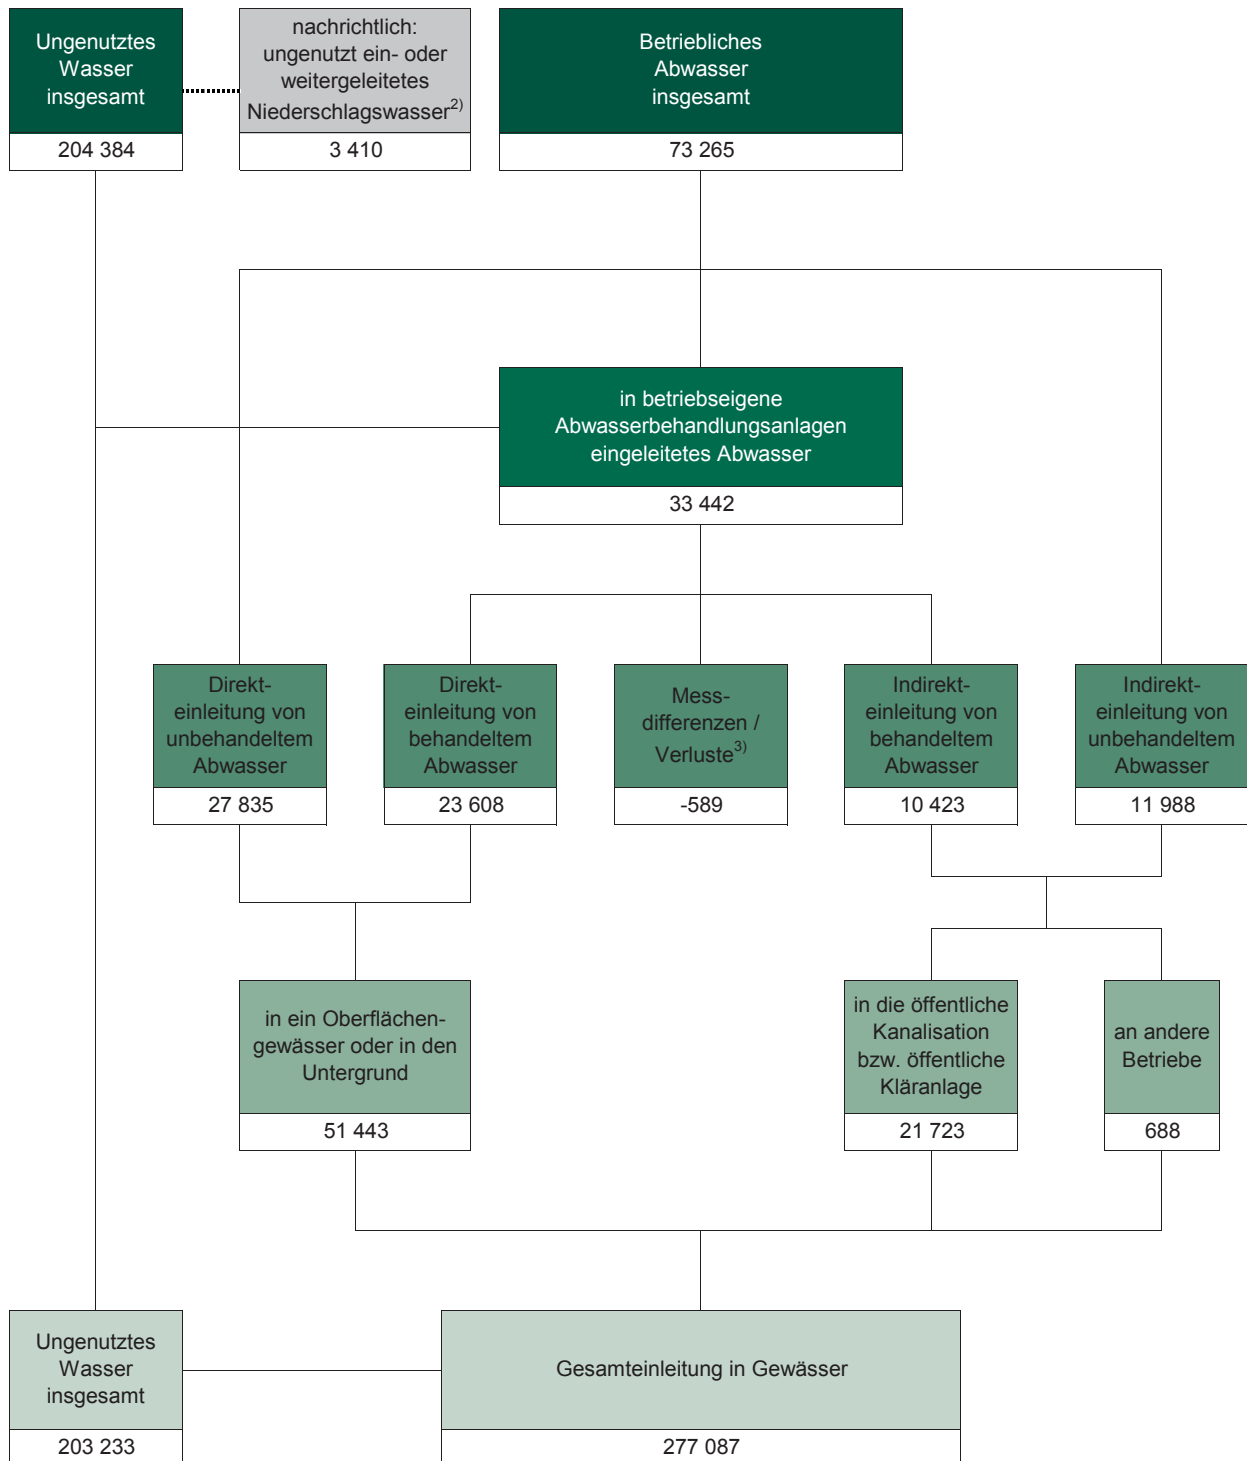 Ungenutztes
Wasser
insgesamt
204 384
nachrichtlich:
ungenutzt ein- oder
weitergeleitetes
Niederschlagswasser2)
3 410
Betriebliches
Abwasser
insgesamt
73 265
in betriebseigene
Abwasserbehandlungsanlagen
eingeleitetes Abwasser
33 442
Direkt-
einleitung von
unbehandeltem
Abwasser
27 835
Direkt-
einleitung von
behandeltem
Abwasser
23 608
Mess-
differenzen /
Verluste3)
-589
Indirekt-
einleitung von
behandeltem
Abwasser
10 423
Indirekt-
einleitung von
unbehandeltem
Abwasser
11 988
in ein Oberflächen-
gewässer oder in den
Untergrund
51 443
in die öffentliche
Kanalisation
bzw. öffentliche
Kläranlage
21 723
an andere
Betriebe
688
Ungenutztes
Wasser
insgesamt
203 233
Gesamteinleitung in Gewässer
277 087